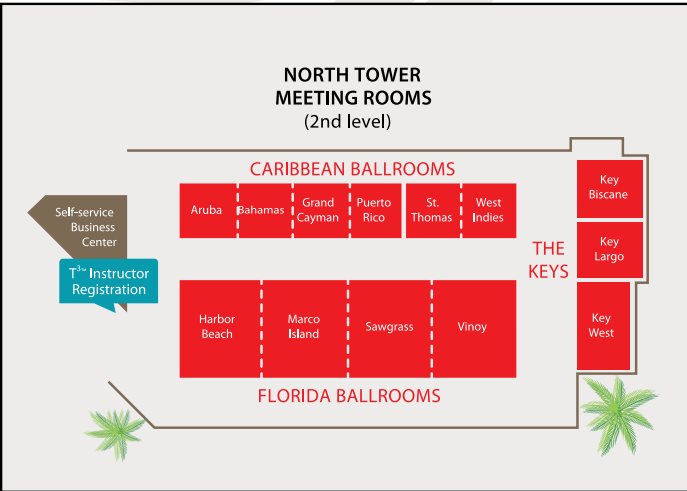 NORTH TOWER
MEETING ROOMS
(2nd level)
CARIBBEAN BALLROOMS
Aruba
Bahamas
Grand
Cayman
Puerto
Rico
St.
Thomas
West
Indies
Key
Biscane
Key
Largo
Key
West
THE
KEYS
Self-service
Business
Center
T³™ Instructor
Registration
Harbor
Beach
Marco
Island
Sawgrass
Vinoy
FLORIDA BALLROOMS